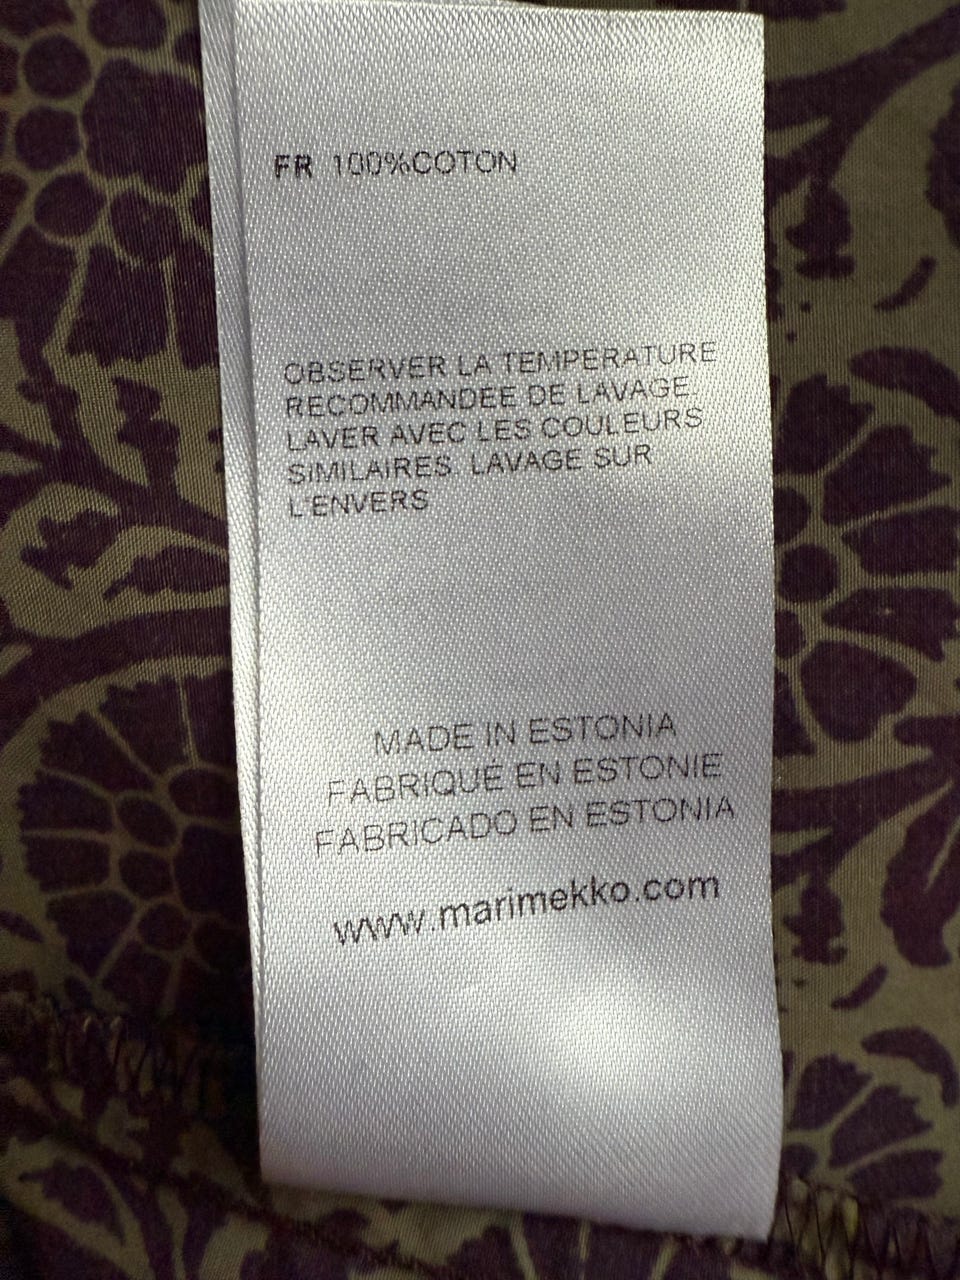 FR 100%COTON
OBSERVER LA TEMPERATURE
RECOMMANDEE DE LAVAGE
LAVER AVEC LES COULEURS
SIMILAIRES LAVAGE SUR
L'ENVERS
MADE IN ESTONIA
FABRIQUÉ EN ESTONIE
FABRICADO EN ESTONIA
www.marimekko.com